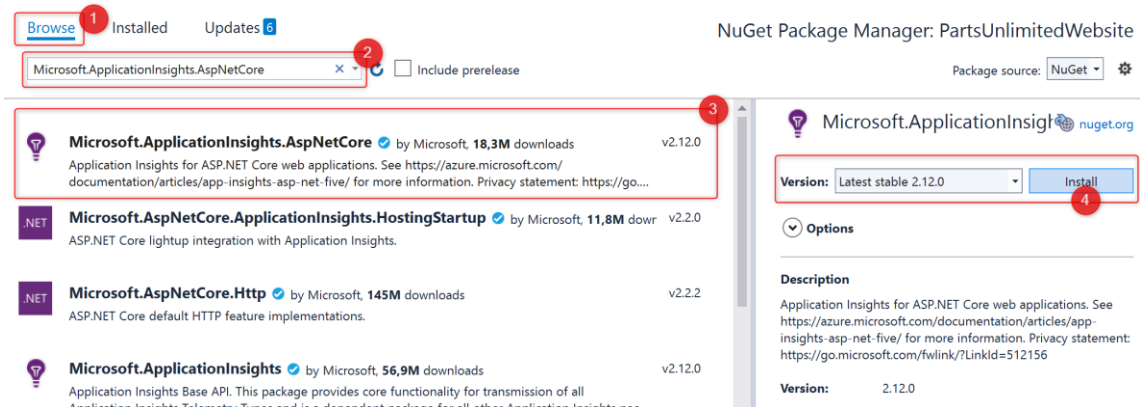 Browse 1 Installed Updates 6
NuGet Package Manager: PartsUnlimitedWebsite
2
Microsoft.ApplicationInsights.AspNetCore Include prerelease
Package source: NuGet
3
Microsoft.ApplicationInsights.AspNetCore by Microsoft, 18,3M downloads v2.12.0
Application Insights for ASP.NET Core web applications. See https://azure.microsoft.com/
documentation/articles/app-insights-asp-net-five/ for more information. Privacy statement: https://go....
.NET Microsoft.AspNetCore.ApplicationInsights.HostingStartup by Microsoft, 11,8M downr v2.2.0
ASP.NET Core lightup integration with Application Insights.
.NET Microsoft.AspNetCore.Http by Microsoft, 145M downloads v2.2.2
ASP.NET Core default HTTP feature implementations.
Microsoft.ApplicationInsights by Microsoft, 56,9M downloads v2.12.0
Application Insights Base API. This package provides core functionality for transmission of all
Microsoft.ApplicationInsigh nuget.org
Version: Latest stable 2.12.0 Install
4
Options
Description
Application Insights for ASP.NET Core web applications. See
https://azure.microsoft.com/documentation/articles/app-
insights-asp-net-five/ for more information. Privacy statement:
https://go.microsoft.com/fwlink/?LinkId=512156
Version: 2.12.0